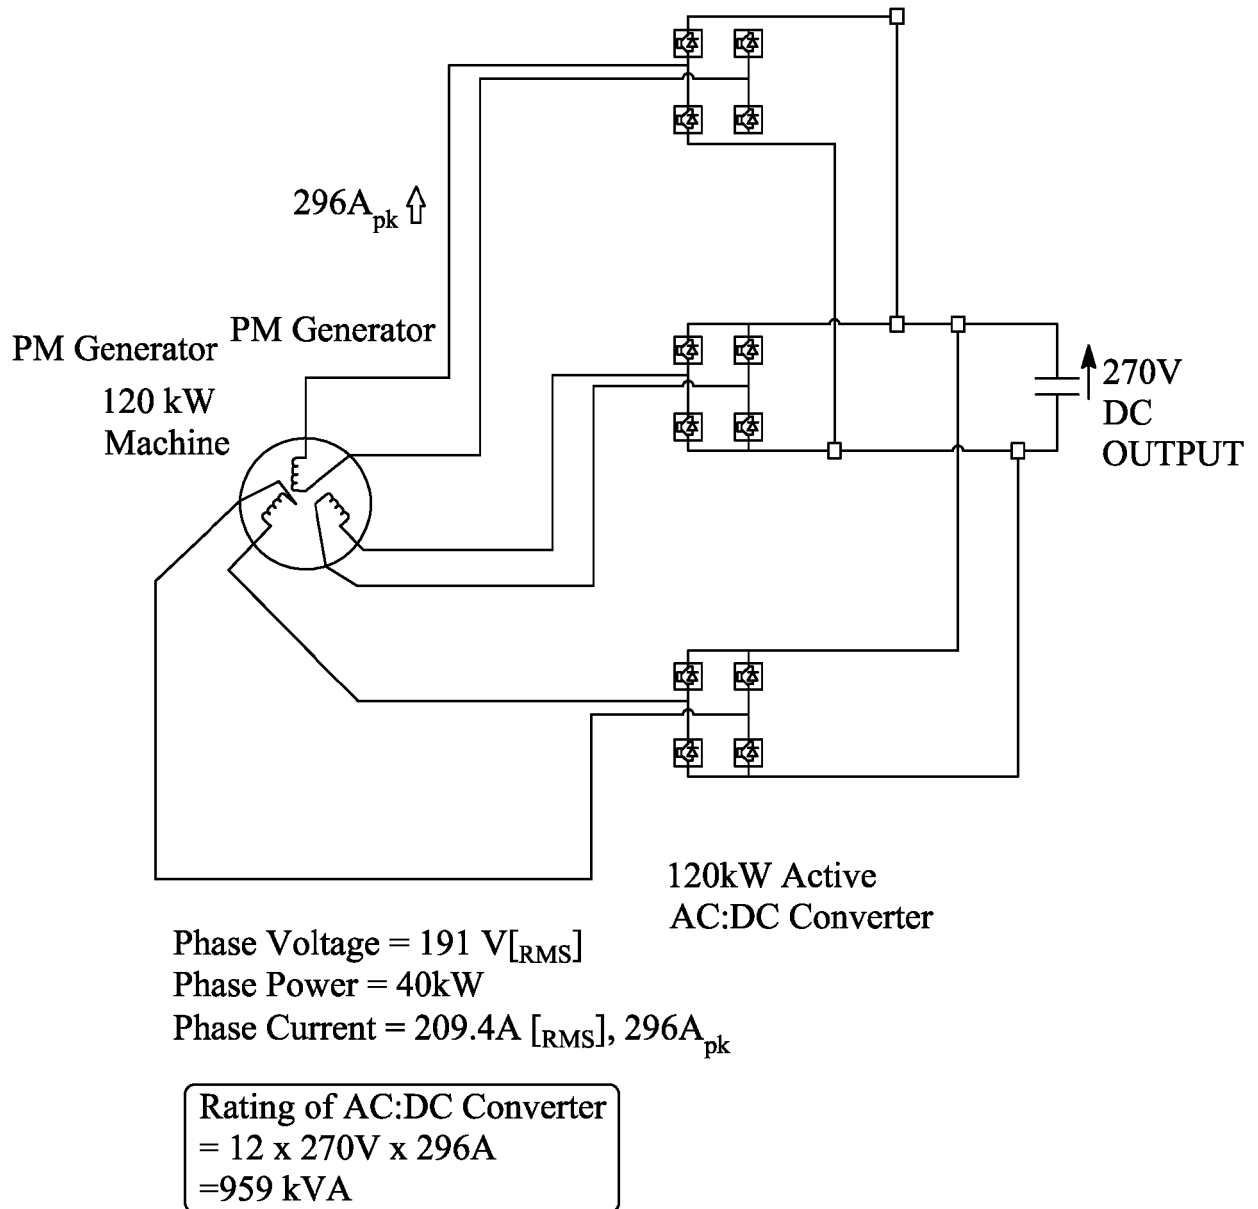 296A_pk
PM Generator
PM Generator
120 kW
Machine
270V
DC
OUTPUT
120kW Active
AC:DC Converter
Phase Voltage = 191 V[RMS]
Phase Power = 40kW
Phase Current = 209.4A [RMS], 296A_pk
Rating of AC:DC Converter
= 12 x 270V x 296A
=959 kVA